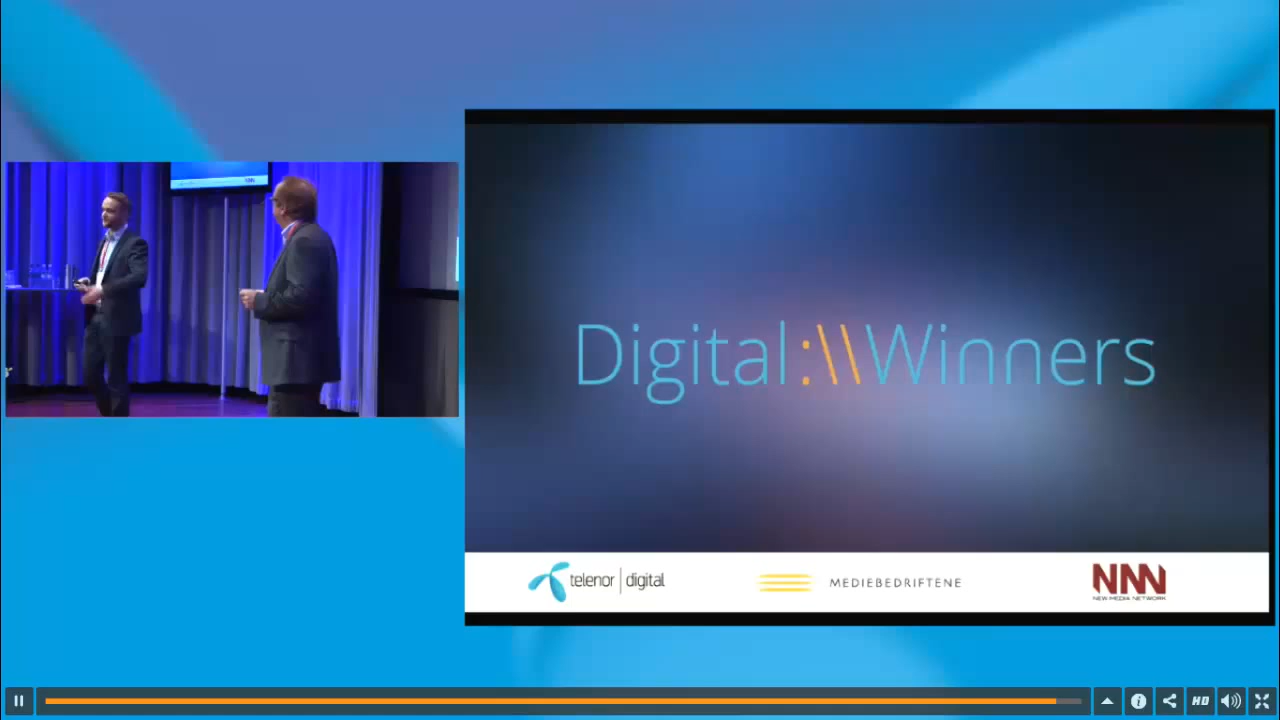 Digital:\\Winners
telenor | digital
MEDIEBEDRIFTENE
NNN
NEW MEDIA NETWORK
HD